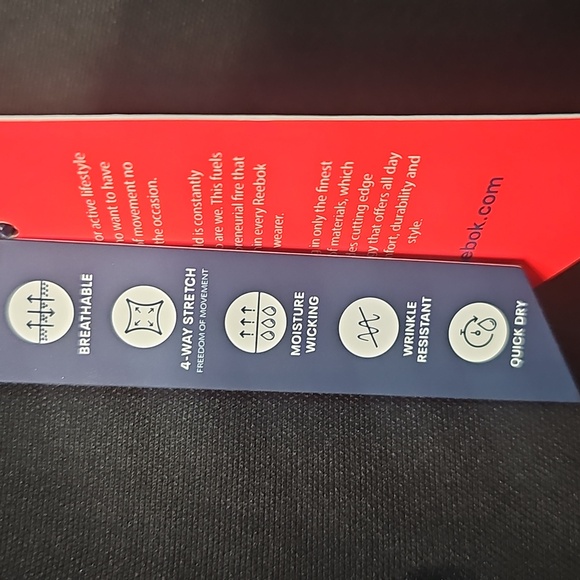 or active lifestyle
want to have
movement no
the occasion.
is constantly
are we. This fuels
reneurial fire that
in every Reebok
wearer.
in only the finest
materials, which
cutting edge
that offers all day
fort, durability and
style.
ebok.com
BREATHABLE
4-WAY STRETCH
FREEDOM OF MOVEMENT
MOISTURE
WICKING
WRINKLE
RESISTANT
QUICK DRY